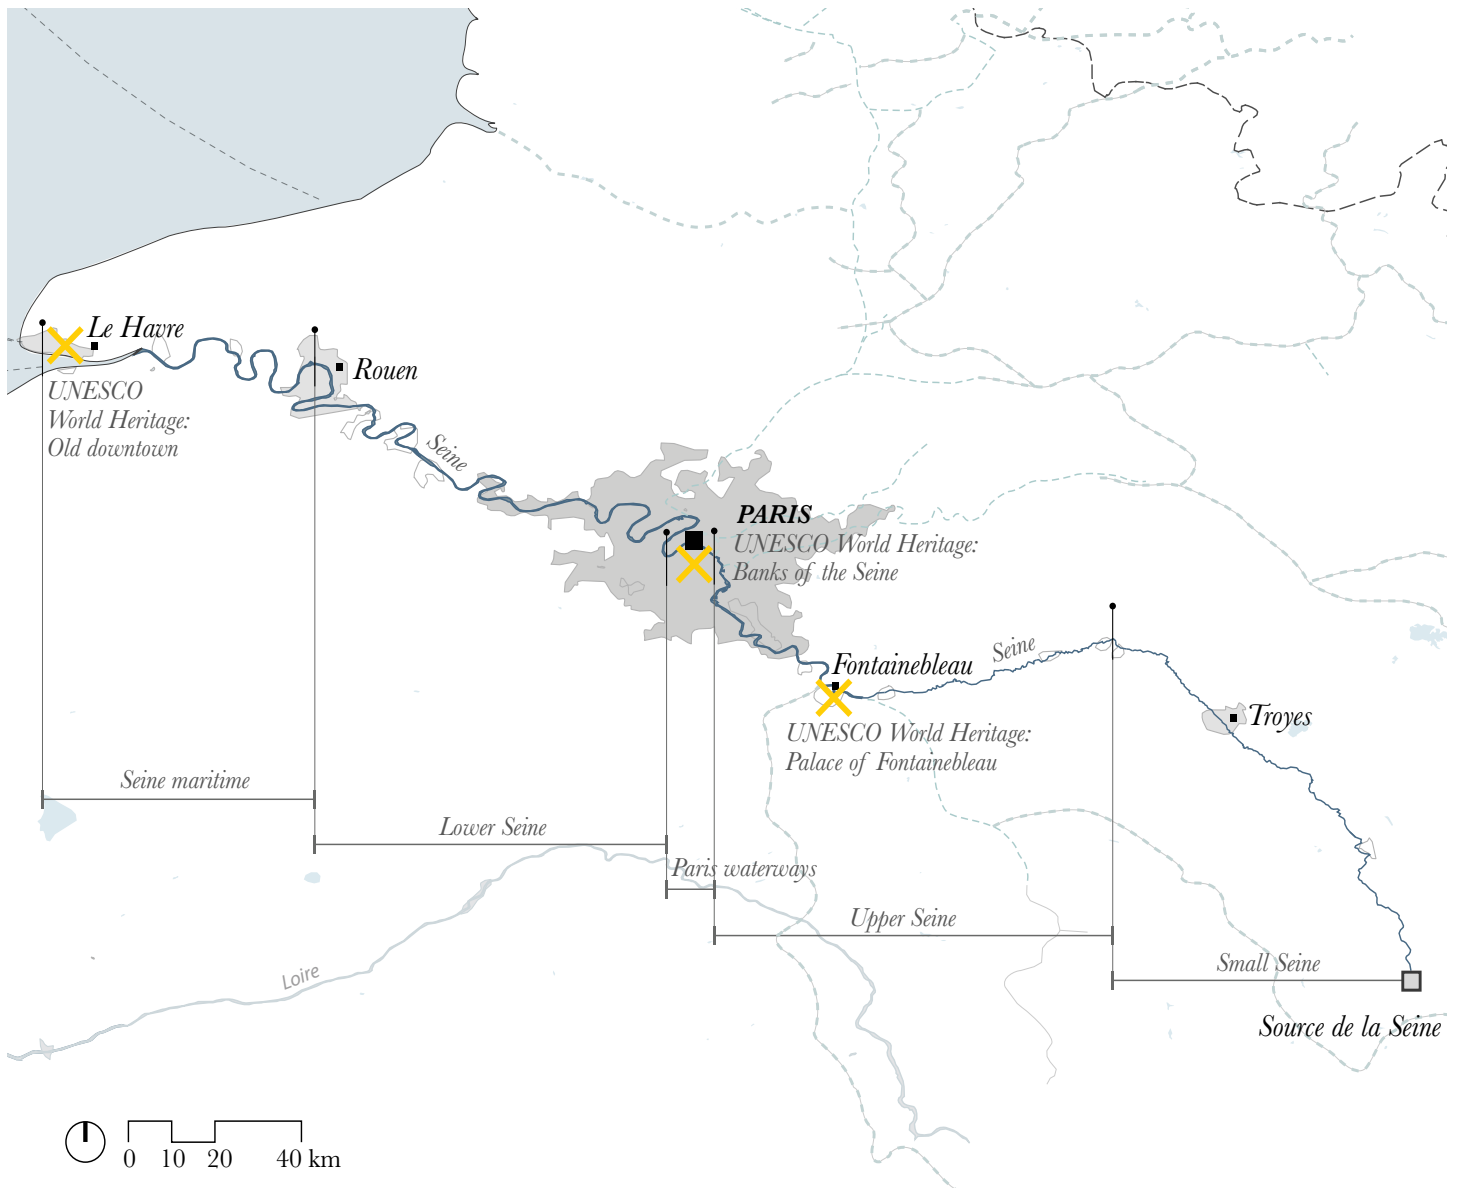 Le Havre
UNESCO
World Heritage:
Old downtown
Rouen
Seine
PARIS
UNESCO World Heritage:
Banks of the Seine
Fontainebleau
UNESCO World Heritage:
Palace of Fontainebleau
Seine
Troyes
Seine maritime
Lower Seine
Paris waterways
Upper Seine
Small Seine
Loire
Source de la Seine
0 10 20 40 km